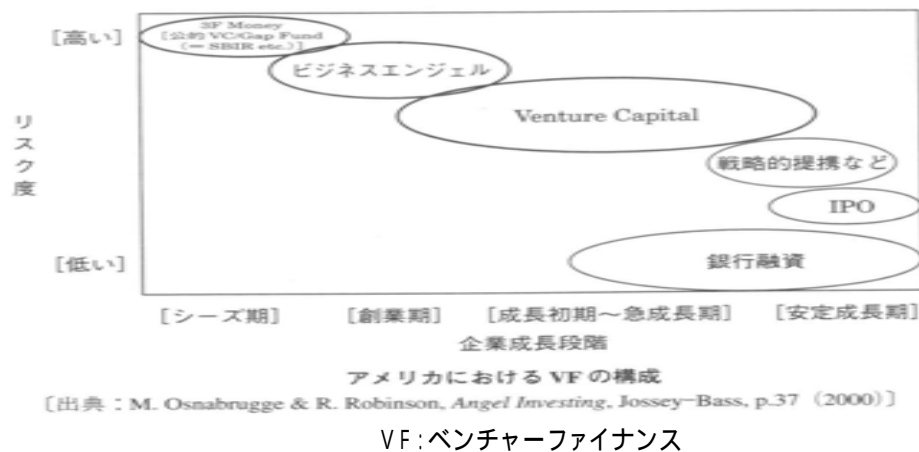 [高い]
3F Money
[公的 VC/Gap Fund
(= SBIR etc.)]
ビジネスエンジェル
Venture Capital
リスク度
戦略的提携など
IPO
[低い]
銀行融資
[シーズ期] [創業期] [成長初期〜急成長期] [安定成長期]
企業成長段階
アメリカにおける VF の構成
[出典:M. Osnabrugge & R. Robinson, Angel Investing, Jossey-Bass, p.37 (2000)]
VF:ベンチャーファイナンス